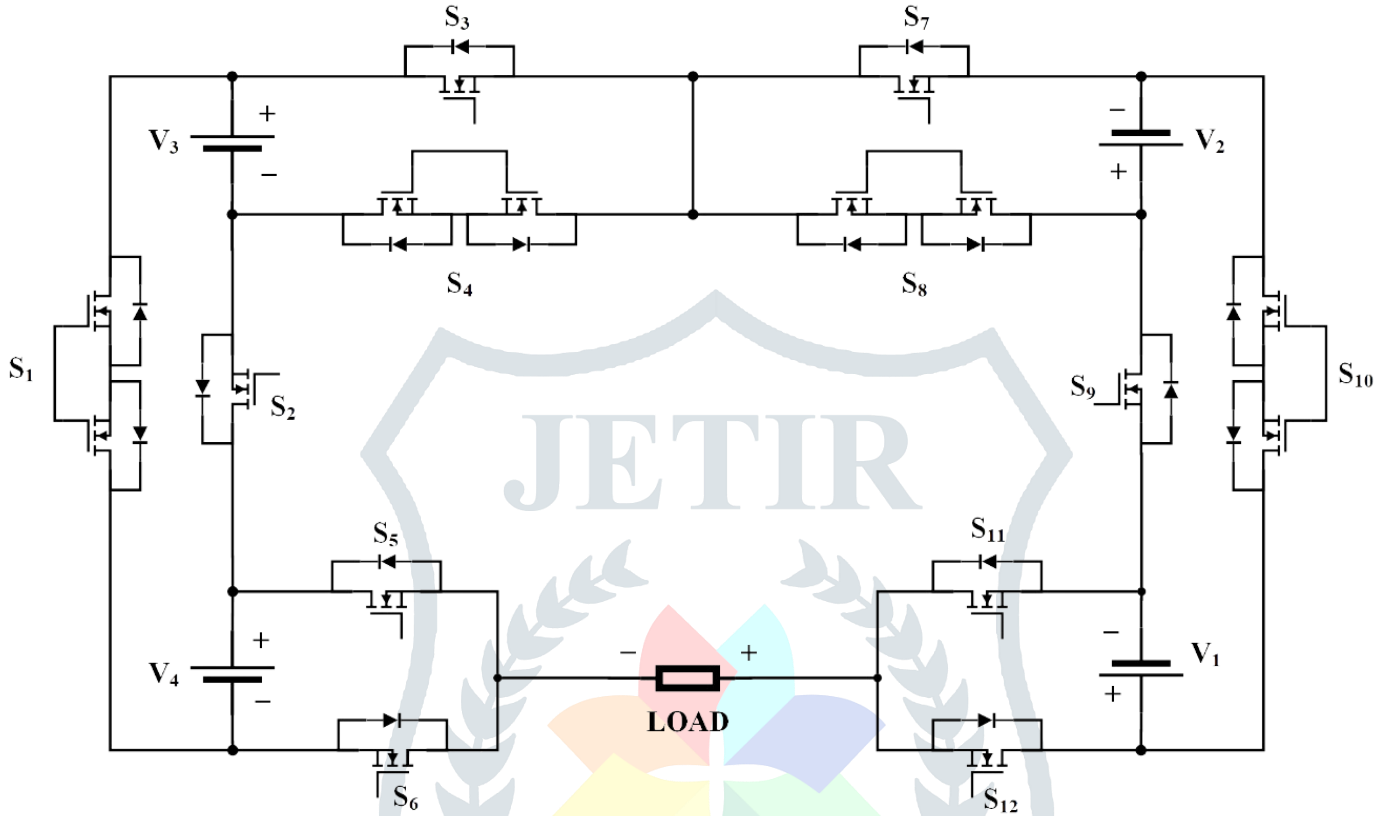 S3 S7
+ −
V3 V2
− +
S4 S8
S1 S2 S9 S10
JETIR
S5 S11
+ −
V4 − + V1
− LOAD +
S6 S12